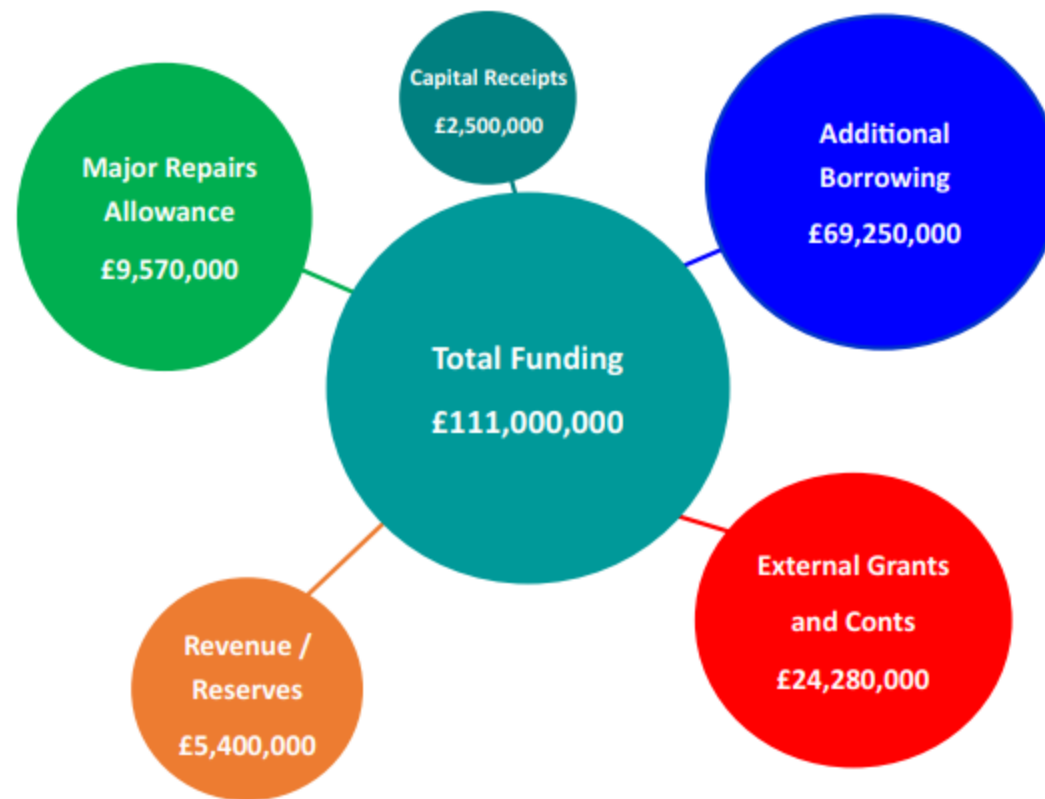 Capital Receipts
£2,500,000
Major Repairs
Allowance
£9,570,000
Additional
Borrowing
£69,250,000
Total Funding
£111,000,000
External Grants
and Conts
£24,280,000
Revenue /
Reserves
£5,400,000